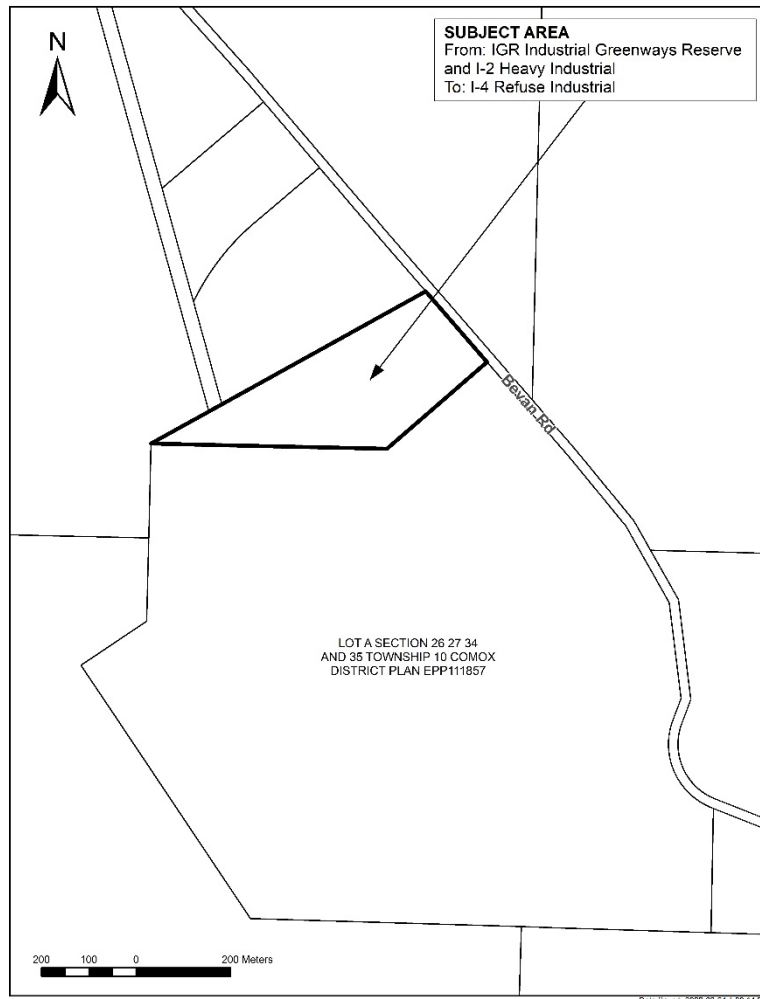 SUBJECT AREA
From: IGR Industrial Greenways Reserve
and I-2 Heavy Industrial
To: I-4 Refuse Industrial
N
Bevan Rd
LOT A SECTION 26 27 34
AND 35 TOWNSHIP 10 COMOX
DISTRICT PLAN EPP111857
200 100 0 200 Meters